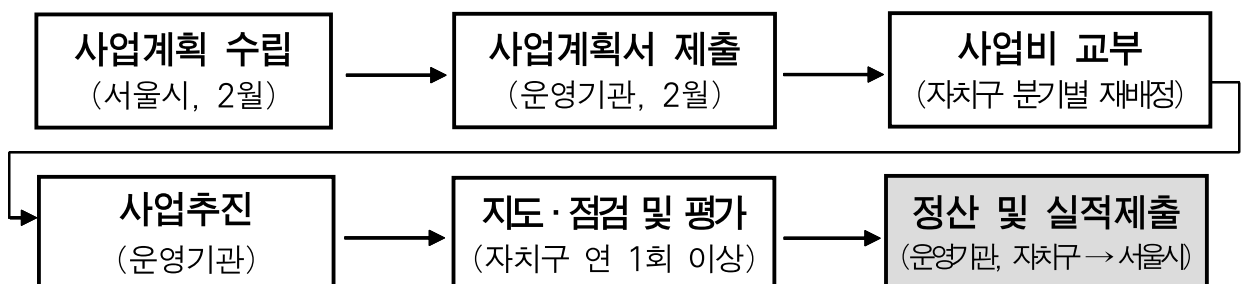 사업계획 수립
(서울시, 2월)
사업계획서 제출
(운영기관, 2월)
사업비 교부
(자치구 분기별 재배정)
사업추진
(운영기관)
지도·점검 및 평가
(자치구 연 1회 이상)
정산 및 실적제출
(운영기관, 자치구 → 서울시)